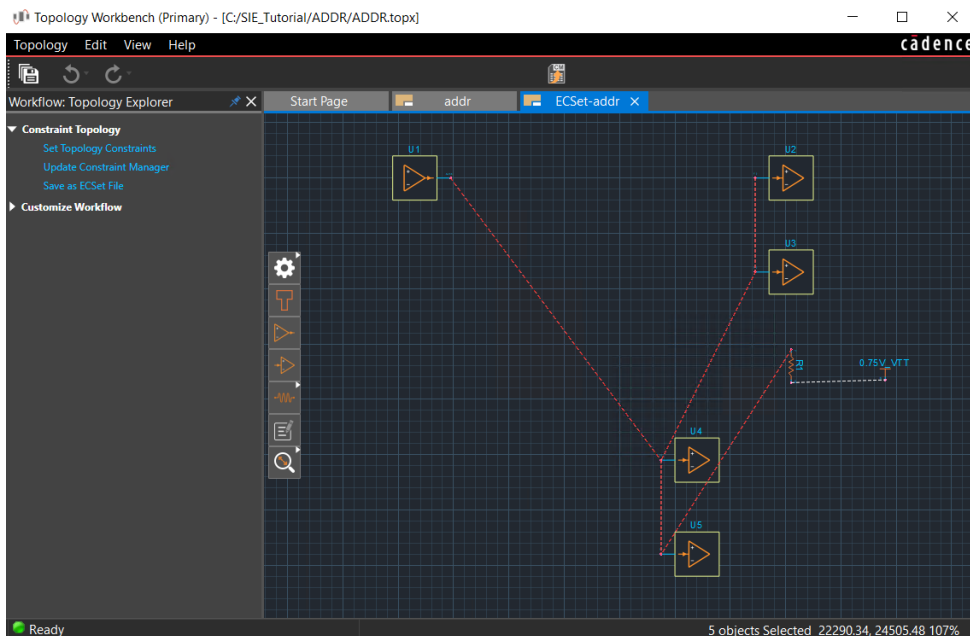 Topology Workbench (Primary) - [C:/SIE_Tutorial/ADDR/ADDR.topx]
Topology Edit View Help
cādence
Workflow: Topology Explorer
Start Page
addr
ECSet-addr
Constraint Topology
Set Topology Constraints
Update Constraint Manager
Save as ECSet File
Customize Workflow
U1
U2
U3
R1
0.75V_VTT
U4
U5
Ready
5 objects Selected 22290.34, 24505.48 107%